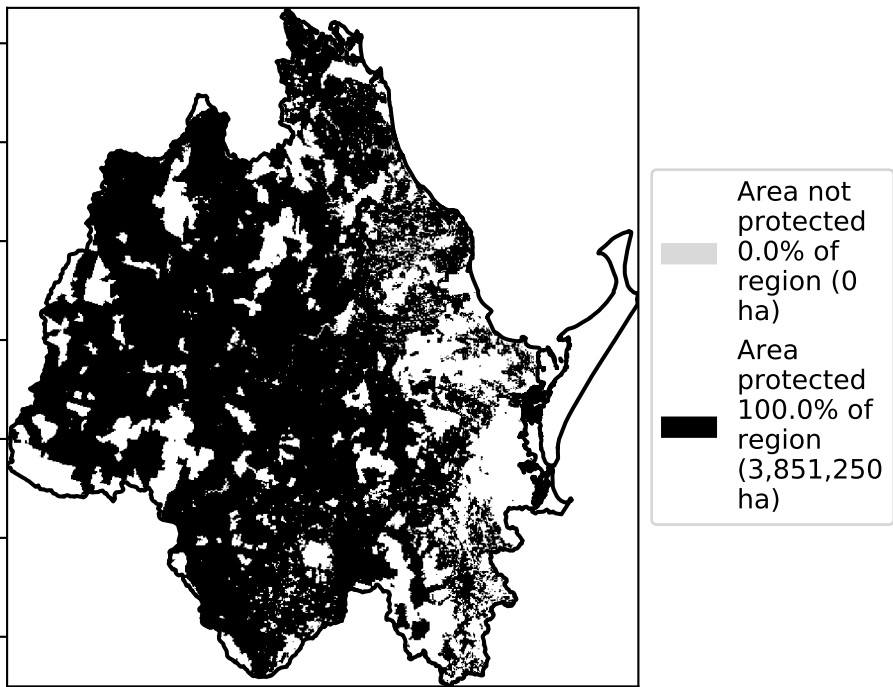 Area not
protected
0.0% of
region (0
ha)
Area
protected
100.0% of
region
(3,851,250
ha)